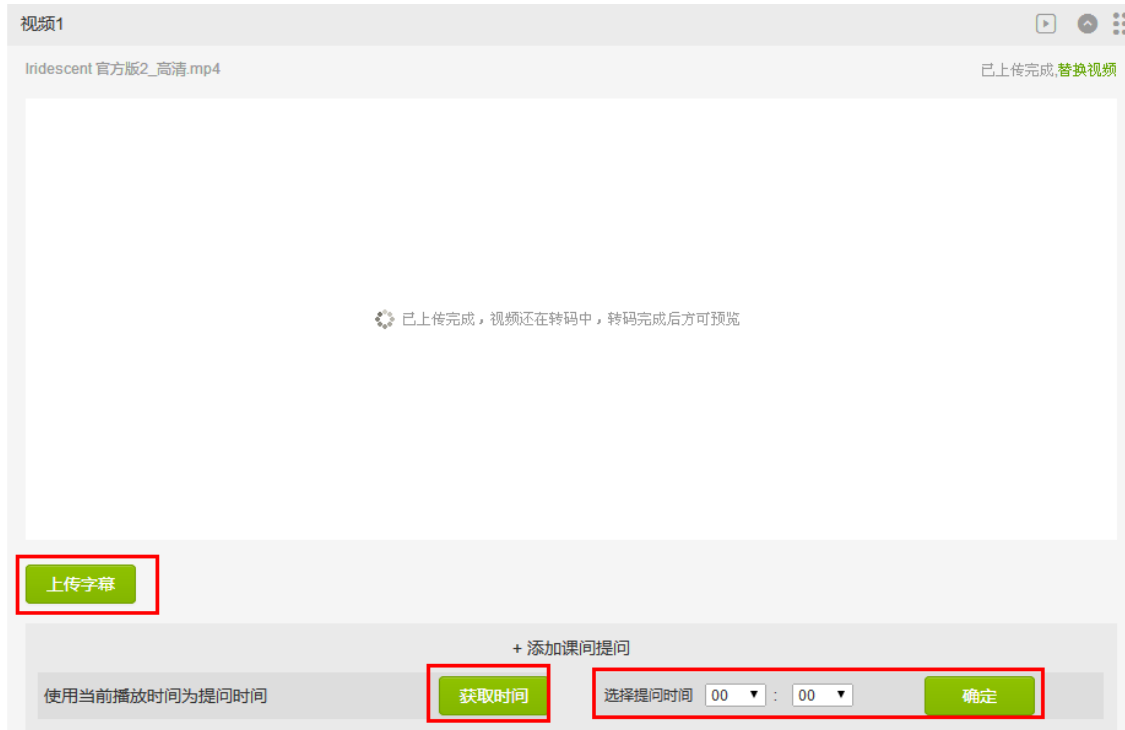 视频1
Iridescent 官方版2_高清.mp4 已上传完成,替换视频
已上传完成，视频还在转码中，转码完成后方可预览
上传字幕
+ 添加课间提问
使用当前播放时间为提问时间 获取时间 选择提问时间 00 : 00 确定